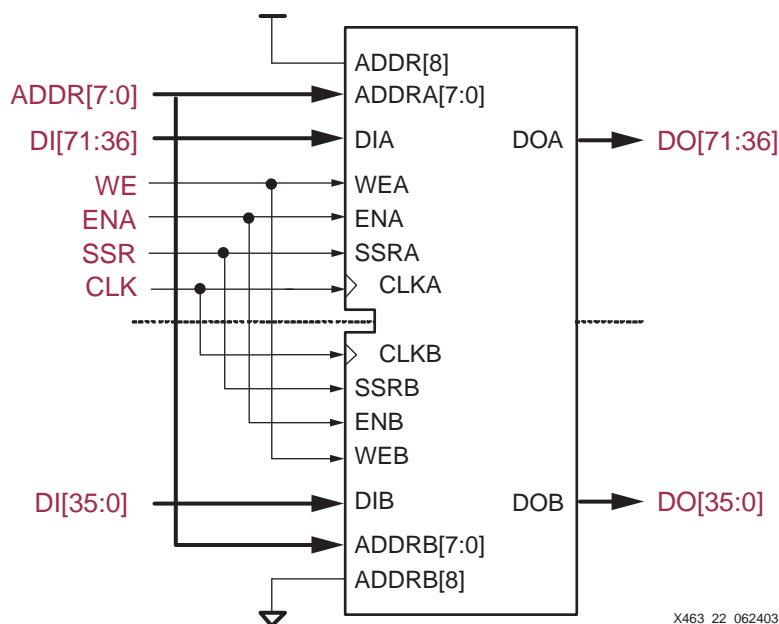 ADDR[8]
ADDR[7:0] ADDRA[7:0]
DI[71:36] DIA DOA DO[71:36]
WE WEA
ENA ENA
SSR SSRA
CLK CLKA
CLKB
SSRB
ENB
WEB
DI[35:0] DIB DOB DO[35:0]
ADDRB[7:0]
ADDRB[8]
X463_22_062403